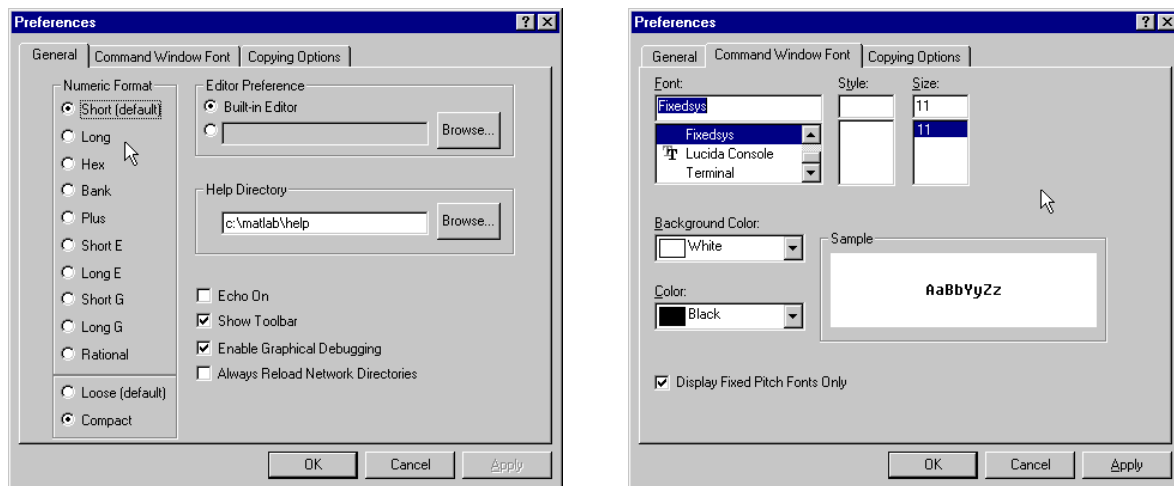 Preferences
General Command Window Font Copying Options
Numeric Format
Short (default)
Long
Hex
Bank
Plus
Short E
Long E
Short G
Long G
Rational
Loose (default)
Compact
Editor Preference
Built-in Editor
Browse...
Help Directory
c:\matlab\help
Browse...
Echo On
Show Toolbar
Enable Graphical Debugging
Always Reload Network Directories
OK Cancel Apply
Preferences
General Command Window Font Copying Options
Font: Style: Size:
Fixedsys 11
Fixedsys 11
Lucida Console
Terminal
Background Color:
White
Color:
Black
Sample
AaBbYyZz
Display Fixed Pitch Fonts Only
OK Cancel Apply